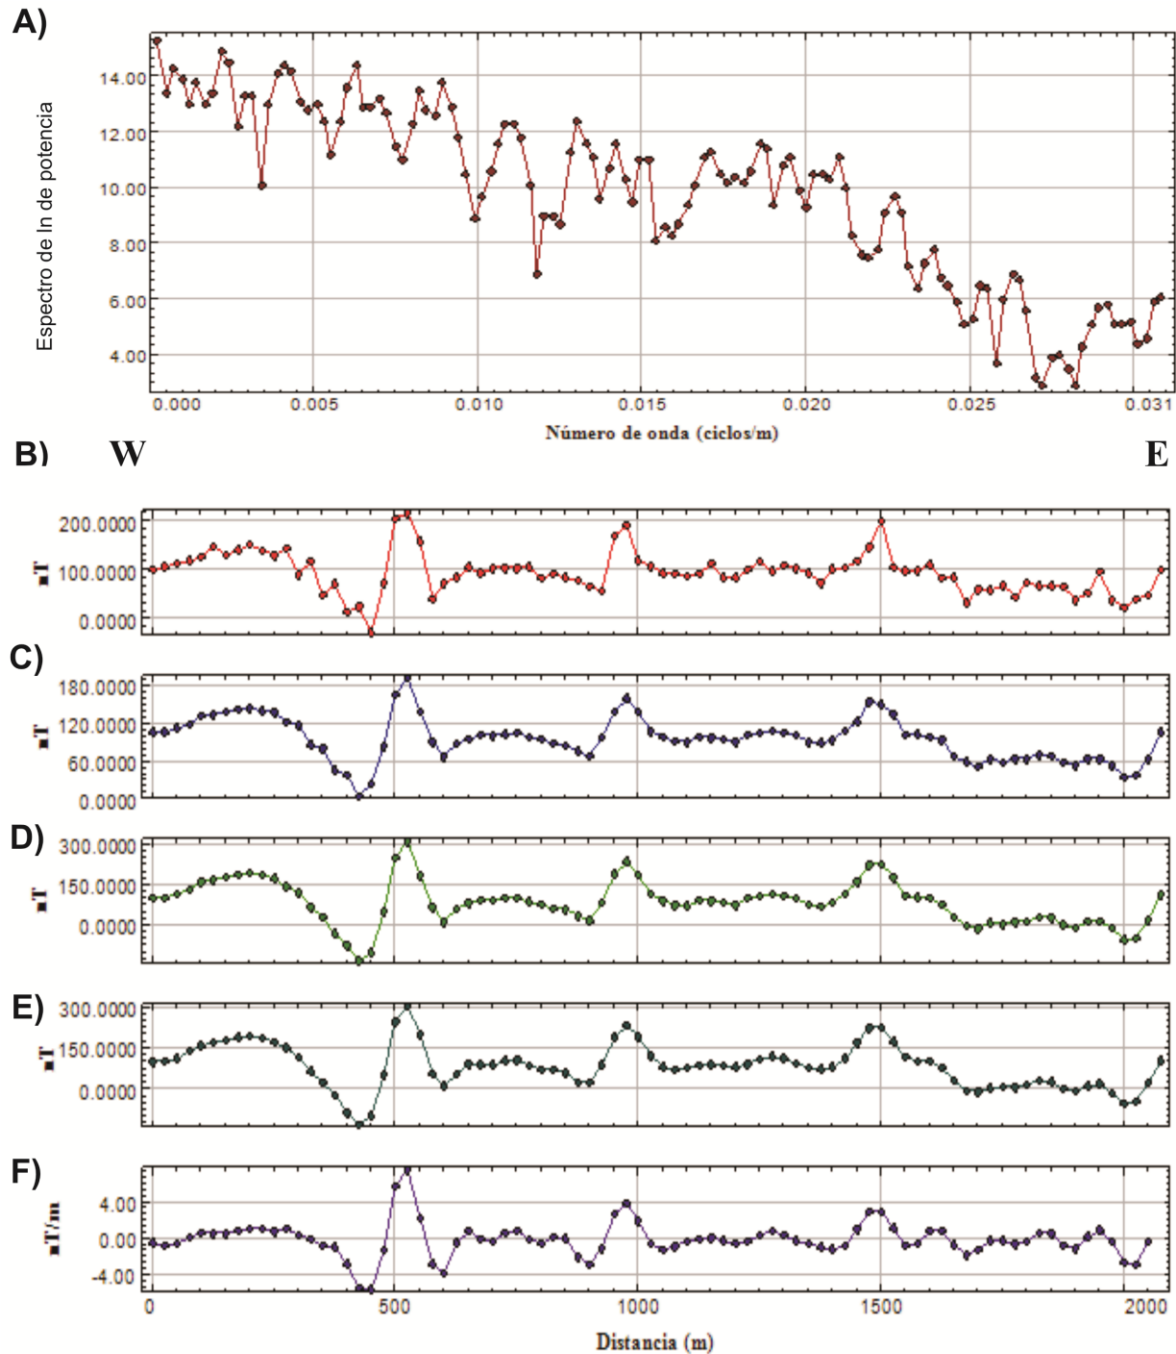 A)
Espectro de ln de potencia
14.00
12.00
10.00
8.00
6.00
4.00
0.000 0.005 0.010 0.015 0.020 0.025 0.031
Número de onda (ciclos/m)
B) W E
200.0000
100.0000
0.0000
nT
C)
180.0000
120.0000
60.0000
0.0000
nT
D)
300.0000
150.0000
0.0000
nT
E)
300.0000
150.0000
0.0000
nT
F)
4.00
0.00
-4.00
nT/m
0 500 1000 1500 2000
Distancia (m)